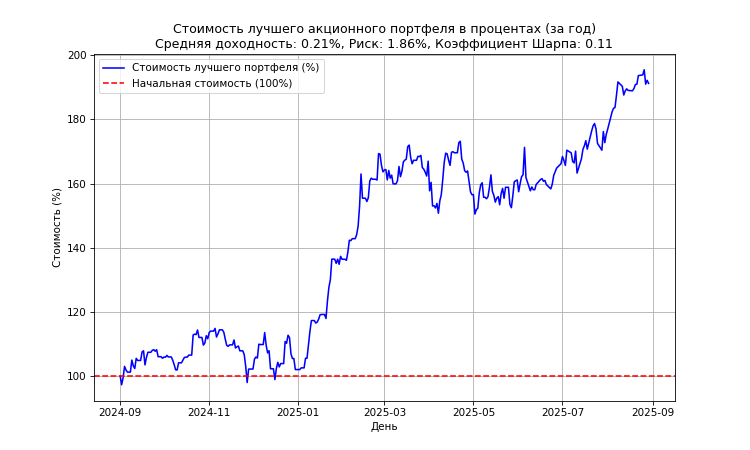 Стоимость лучшего акционного портфеля в процентах (за год)
Средняя доходность: 0.21%, Риск: 1.86%, Коэффициент Шарпа: 0.11
Стоимость лучшего портфеля (%)
Начальная стоимость (100%)
Стоимость (%)
200
180
160
140
120
100
2024-09 2024-11 2025-01 2025-03 2025-05 2025-07 2025-09
День